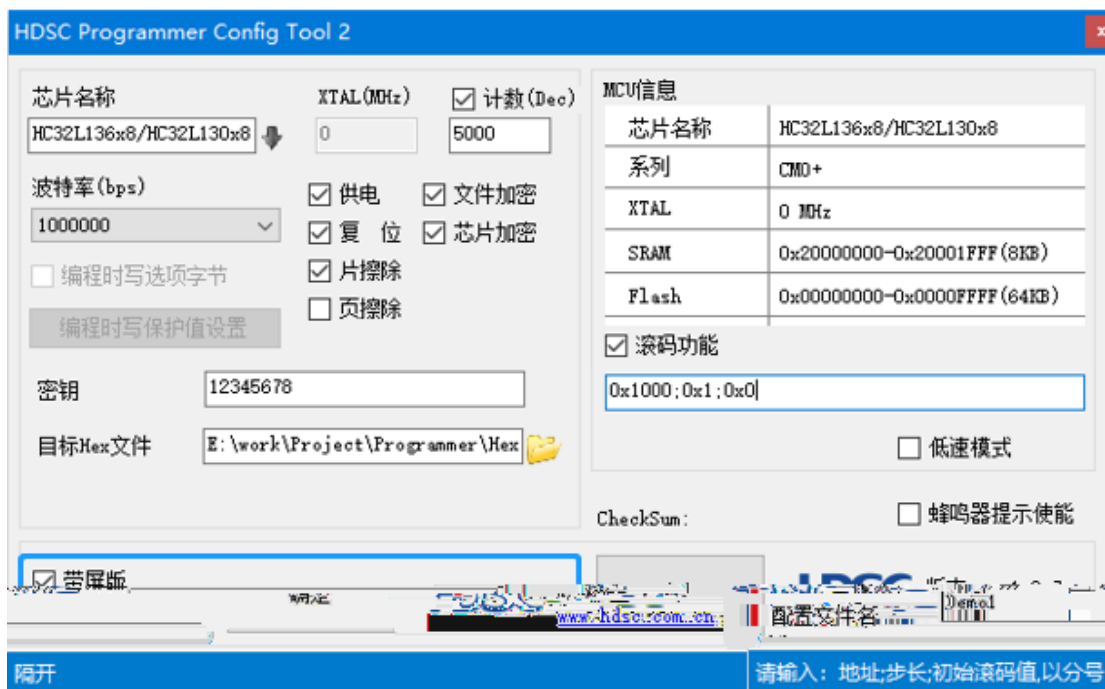 HDSC Programmer Config Tool 2
x
芯片名称
XTAL(MHz)
计数(Dec)
HC32L136x8/HC32L130x8
0
5000
波特率(bps)
1000000
供电
文件加密
复 位
芯片加密
编程时写选项字节
片擦除
页擦除
编程时写保护值设置
密钥
12345678
目标Hex文件
E:\work\Project\Programmer\Hex
MCU信息
芯片名称
HC32L136x8/HC32L130x8
系列
CM0+
XTAL
0 MHz
SRAM
0x20000000-0x20001FFF(8KB)
Flash
0x00000000-0x0000FFFF(64KB)
滚码功能
0x1000;0x1;0x0
低速模式
CheckSum:
蜂鸣器提示使能
带屏版
HDSC
www.hdsc.com.cn
配置文件名
Demo1
隔开
请输入：地址;步长;初始滚码值,以分号